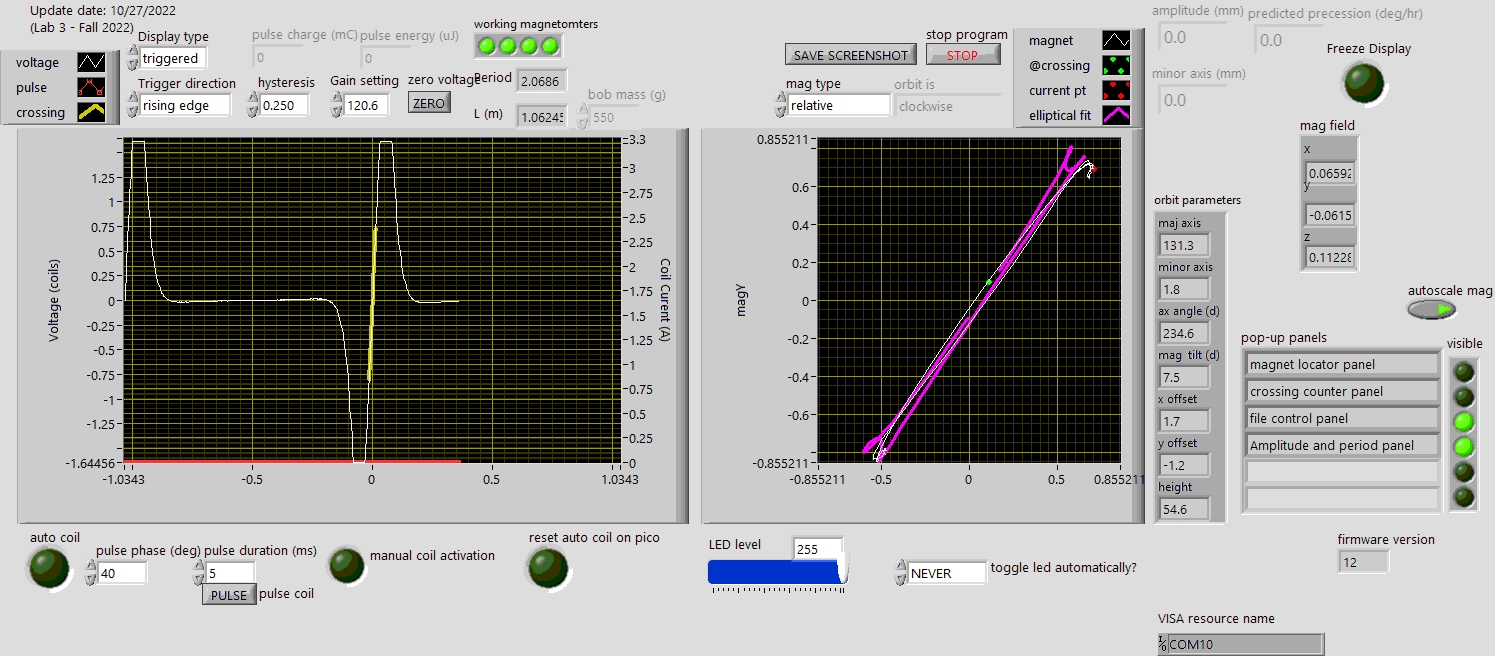 Update date: 10/27/2022
(Lab 3 - Fall 2022)
voltage
pulse
crossing
Display type
triggered
pulse charge (mC)
0
pulse energy (uJ)
0
working magnetomters
Trigger direction
rising edge
hysteresis
0.250
Gain setting
120.6
zero voltage
ZERO
Period
2.0686
L (m)
1.06245
bob mass (g)
550
SAVE SCREENSHOT
stop program
STOP
mag type
relative
orbit is
clockwise
magnet
@crossing
current pt
elliptical fit
amplitude (mm)
0.0
predicted precession (deg/hr)
0.0
minor axis (mm)
0.0
Freeze Display
mag field
x
0.06592
y
-0.0615
z
0.11228
Voltage (coils)
1.25
1
0.75
0.5
0.25
0
-0.25
-0.5
-0.75
-1
-1.25
-1.64456
-1.0343
-0.5
0
0.5
1.0343
3.3
3
2.75
2.5
2.25
2
1.75
1.5
1.25
1
0.75
0.5
0.25
0
Coil Curent (A)
magy
0.855211
0.6
0.4
0.2
0
-0.2
-0.4
-0.6
-0.855211
-0.855211
-0.5
0
0.5
0.855211
orbit parameters
maj axis
131.3
minor axis
1.8
ax angle (d)
234.6
mag tilt (d)
7.5
x offset
1.7
y offset
-1.2
height
54.6
autoscale mag
pop-up panels
visible
magnet locator panel
crossing counter panel
file control panel
Amplitude and period panel
auto coil
pulse phase (deg)
40
pulse duration (ms)
5
PULSE
pulse coil
manual coil activation
reset auto coil on pico
LED level
255
NEVER
toggle led automatically?
firmware version
12
VISA resource name
COM10